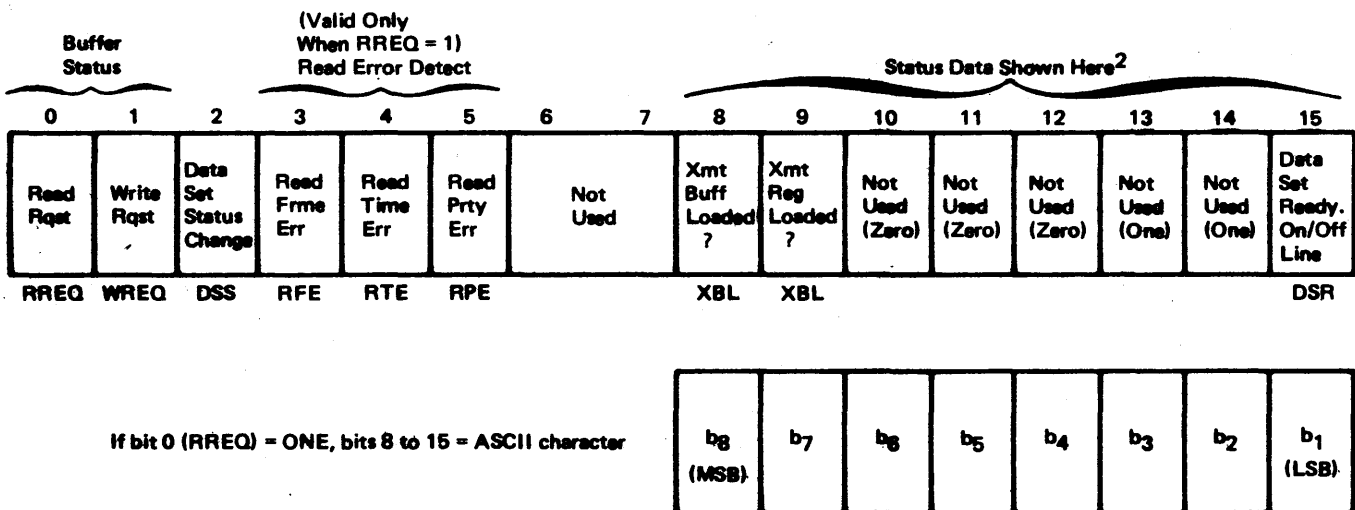 (Valid Only
When RREQ = 1)
Read Error Detect
Buffer
Status
Status Data Shown Here2
0 1 2 3 4 5 6 7 8 9 10 11 12 13 14 15
Read
Rqst
Write
Rqst
Data
Set
Status
Change
Read
Frme
Err
Read
Time
Err
Read
Prty
Err
Not
Used
Xmt
Buff
Loaded
?
Xmt
Reg
Loaded
?
Not
Used
(Zero)
Not
Used
(Zero)
Not
Used
(Zero)
Not
Used
(One)
Not
Used
(One)
Data
Set
Ready.
On/Off
Line
RREQ WREQ DSS RFE RTE RPE XBL XBL DSR
If bit 0 (RREQ) = ONE, bits 8 to 15 = ASCII character
b8
(MSB)
b7
b6
b5
b4
b3
b2
b1
(LSB)